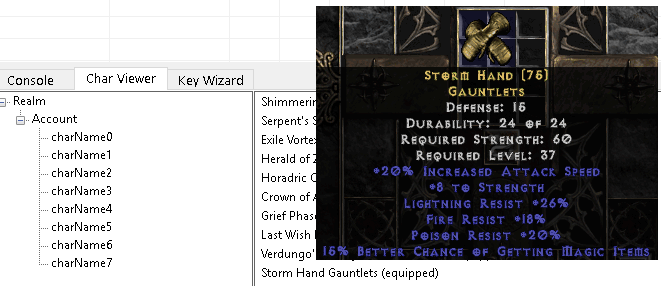 Console
Char Viewer
Key Wizard
Realm
Account
charName0
charName1
charName2
charName3
charName4
charName5
charName6
charName7
Shimmerin
Serpent's S
Exile Vortex
Herald of Z
Horadric C
Crown of A
Grief Phase
Last Wish
Verdungo'
Storm Hand Gauntlets (equipped)
Storm Hand [75]
Gauntlets
Defense: 15
Durability: 24 of 24
Required Strength: 60
Required Level: 37
+20% Increased Attack Speed
+8 to Strength
Lightning Resist +26%
Fire Resist +18%
Poison Resist +20%
15% Better Chance of Getting Magic Items